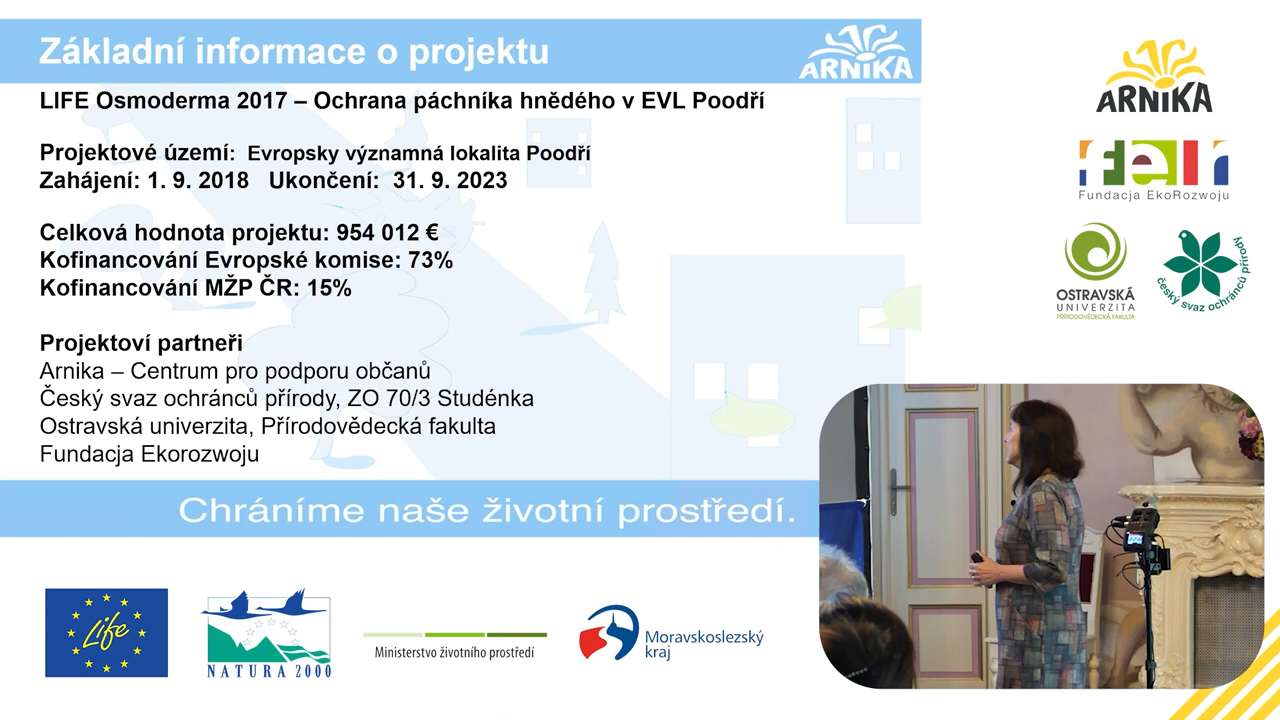 Základní informace o projektu
ARNIKA
LIFE Osmoderma 2017 – Ochrana páchníka hnědého v EVL Poodří
Projektové území: Evropsky významná lokalita Poodří
Zahájení: 1. 9. 2018 Ukončení: 31. 9. 2023
Celková hodnota projektu: 954 012 €
Kofinancování Evropské komise: 73%
Kofinancování MŽP ČR: 15%
Projektoví partneři
Arnika – Centrum pro podporu občanů
Český svaz ochránců přírody, ZO 70/3 Studénka
Ostravská univerzita, Přírodovědecká fakulta
Fundacja Ekorozwoju
Chráníme naše životní prostředí.
ARNIKA
fer
Fundacja EkoRozwoju
OSTRAVSKÁ
UNIVERZITA
PŘÍRODOVĚDECKÁ FAKULTA
český svaz ochránců přírody
Life
NATURA 2000
Ministerstvo životního prostředí
Moravskoslezský
kraj